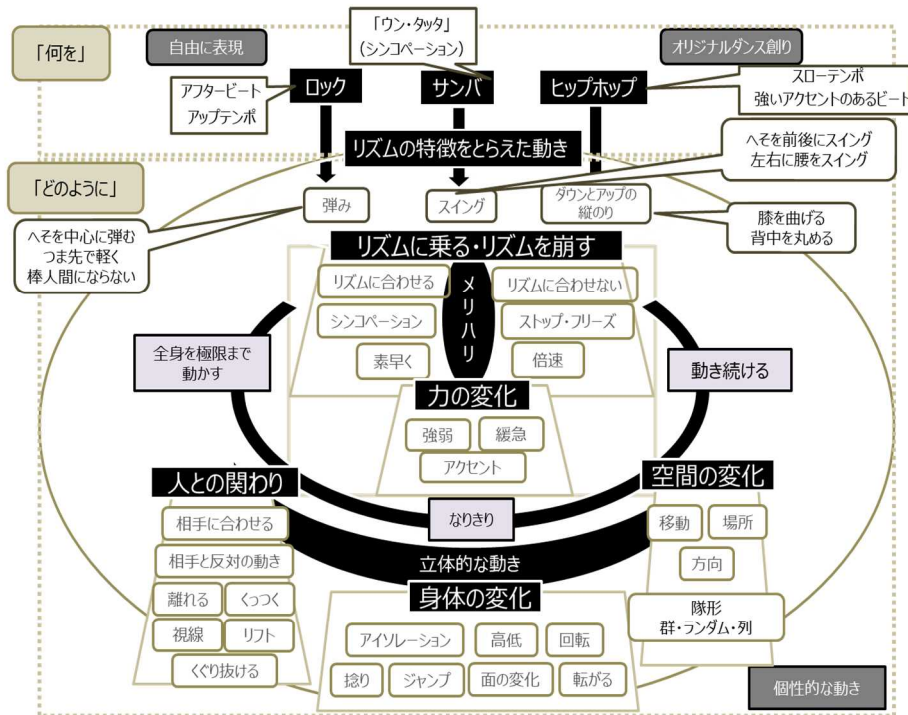 「何を」
自由に表現
「ウン・タッタ」
（シンコペーション）
オリジナルダンス創り
アフタービート
アップテンポ
ロック
サンバ
ヒップホップ
スローテンポ
強いアクセントのあるビート
リズムの特徴をとらえた動き
へそを前後にスイング
左右に腰をスイング
「どのように」
弾み
スイング
ダウンとアップの
縦のり
へそを中心に弾む
つま先で軽く
棒人間にならない
膝を曲げる
背中を丸める
リズムに乗る・リズムを崩す
リズムに合わせる
メリハリ
リズムに合わせない
シンコペーション
ストップ・フリーズ
素早く
倍速
全身を極限まで
動かす
動き続ける
力の変化
強弱
緩急
アクセント
人との関わり
空間の変化
相手に合わせる
なりきり
移動
場所
相手と反対の動き
立体的な動き
方向
離れる
くっつく
身体の変化
隊形
群・ランダム・列
視線
リフト
アイソレーション
高低
回転
くぐり抜ける
捻り
ジャンプ
面の変化
転がる
個性的な動き